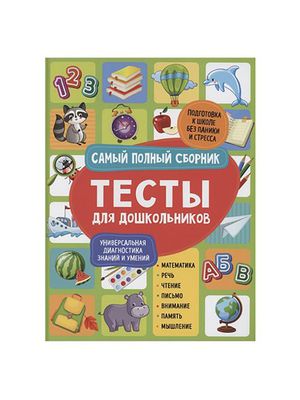 123
ПОДГОТОВКА
К ШКОЛЕ
БЕЗ ПАНИКИ
И СТРЕССА
САМЫЙ ПОЛНЫЙ СБОРНИК
ТЕСТЫ
ДЛЯ ДОШКОЛЬНИКОВ
УНИВЕРСАЛЬНАЯ
ДИАГНОСТИКА
ЗНАНИЙ И УМЕНИЙ
• МАТЕМАТИКА
• РЕЧЬ
• ЧТЕНИЕ
• ПИСЬМО
• ВНИМАНИЕ
• ПАМЯТЬ
• МЫШЛЕНИЕ
АБВ